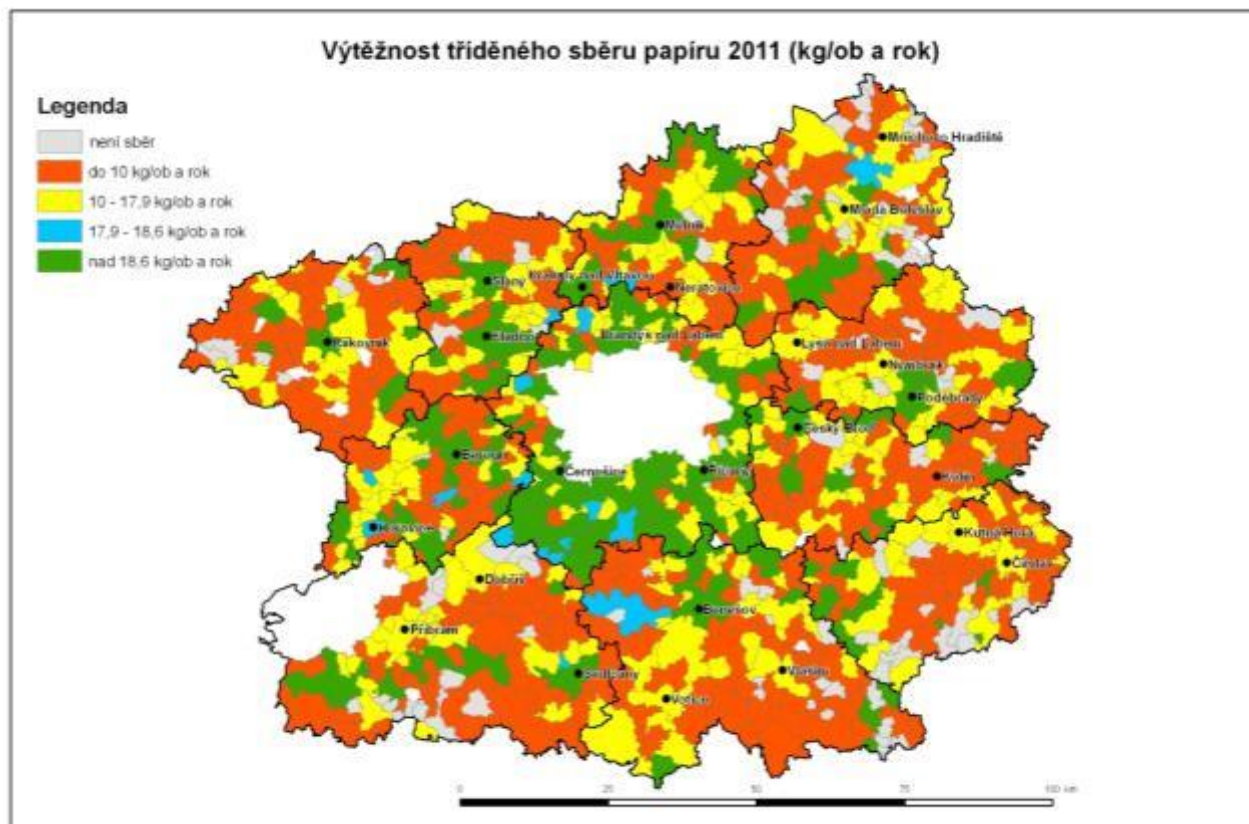 Výtěžnost tříděného sběru papíru 2011 (kg/ob a rok)
Legenda
není sběr
do 10 kg/ob a rok
10 - 17,9 kg/ob a rok
17,9 - 18,6 kg/ob a rok
nad 18,6 kg/ob a rok
Mnichovo Hradiště
Mladá Boleslav
Mělník
Slaný
Kralupy nad Vltavou
Neratovice
Kladno
Brandýs nad Labem
Rakovník
Lysá nad Labem
Nymburk
Poděbrady
Český Brod
Beroun
Černošice
Říčany
Kolín
Hořovice
Kutná Hora
Čáslav
Dobříš
Benešov
Příbram
Sedlčany
Vlašim
Votice
0 25 50 75 100 km